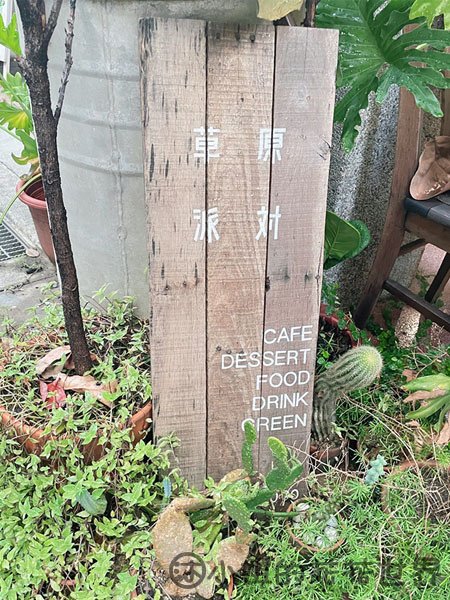 草原
派对
CAFE
DESSERT
FOOD
DRINK
GREEN